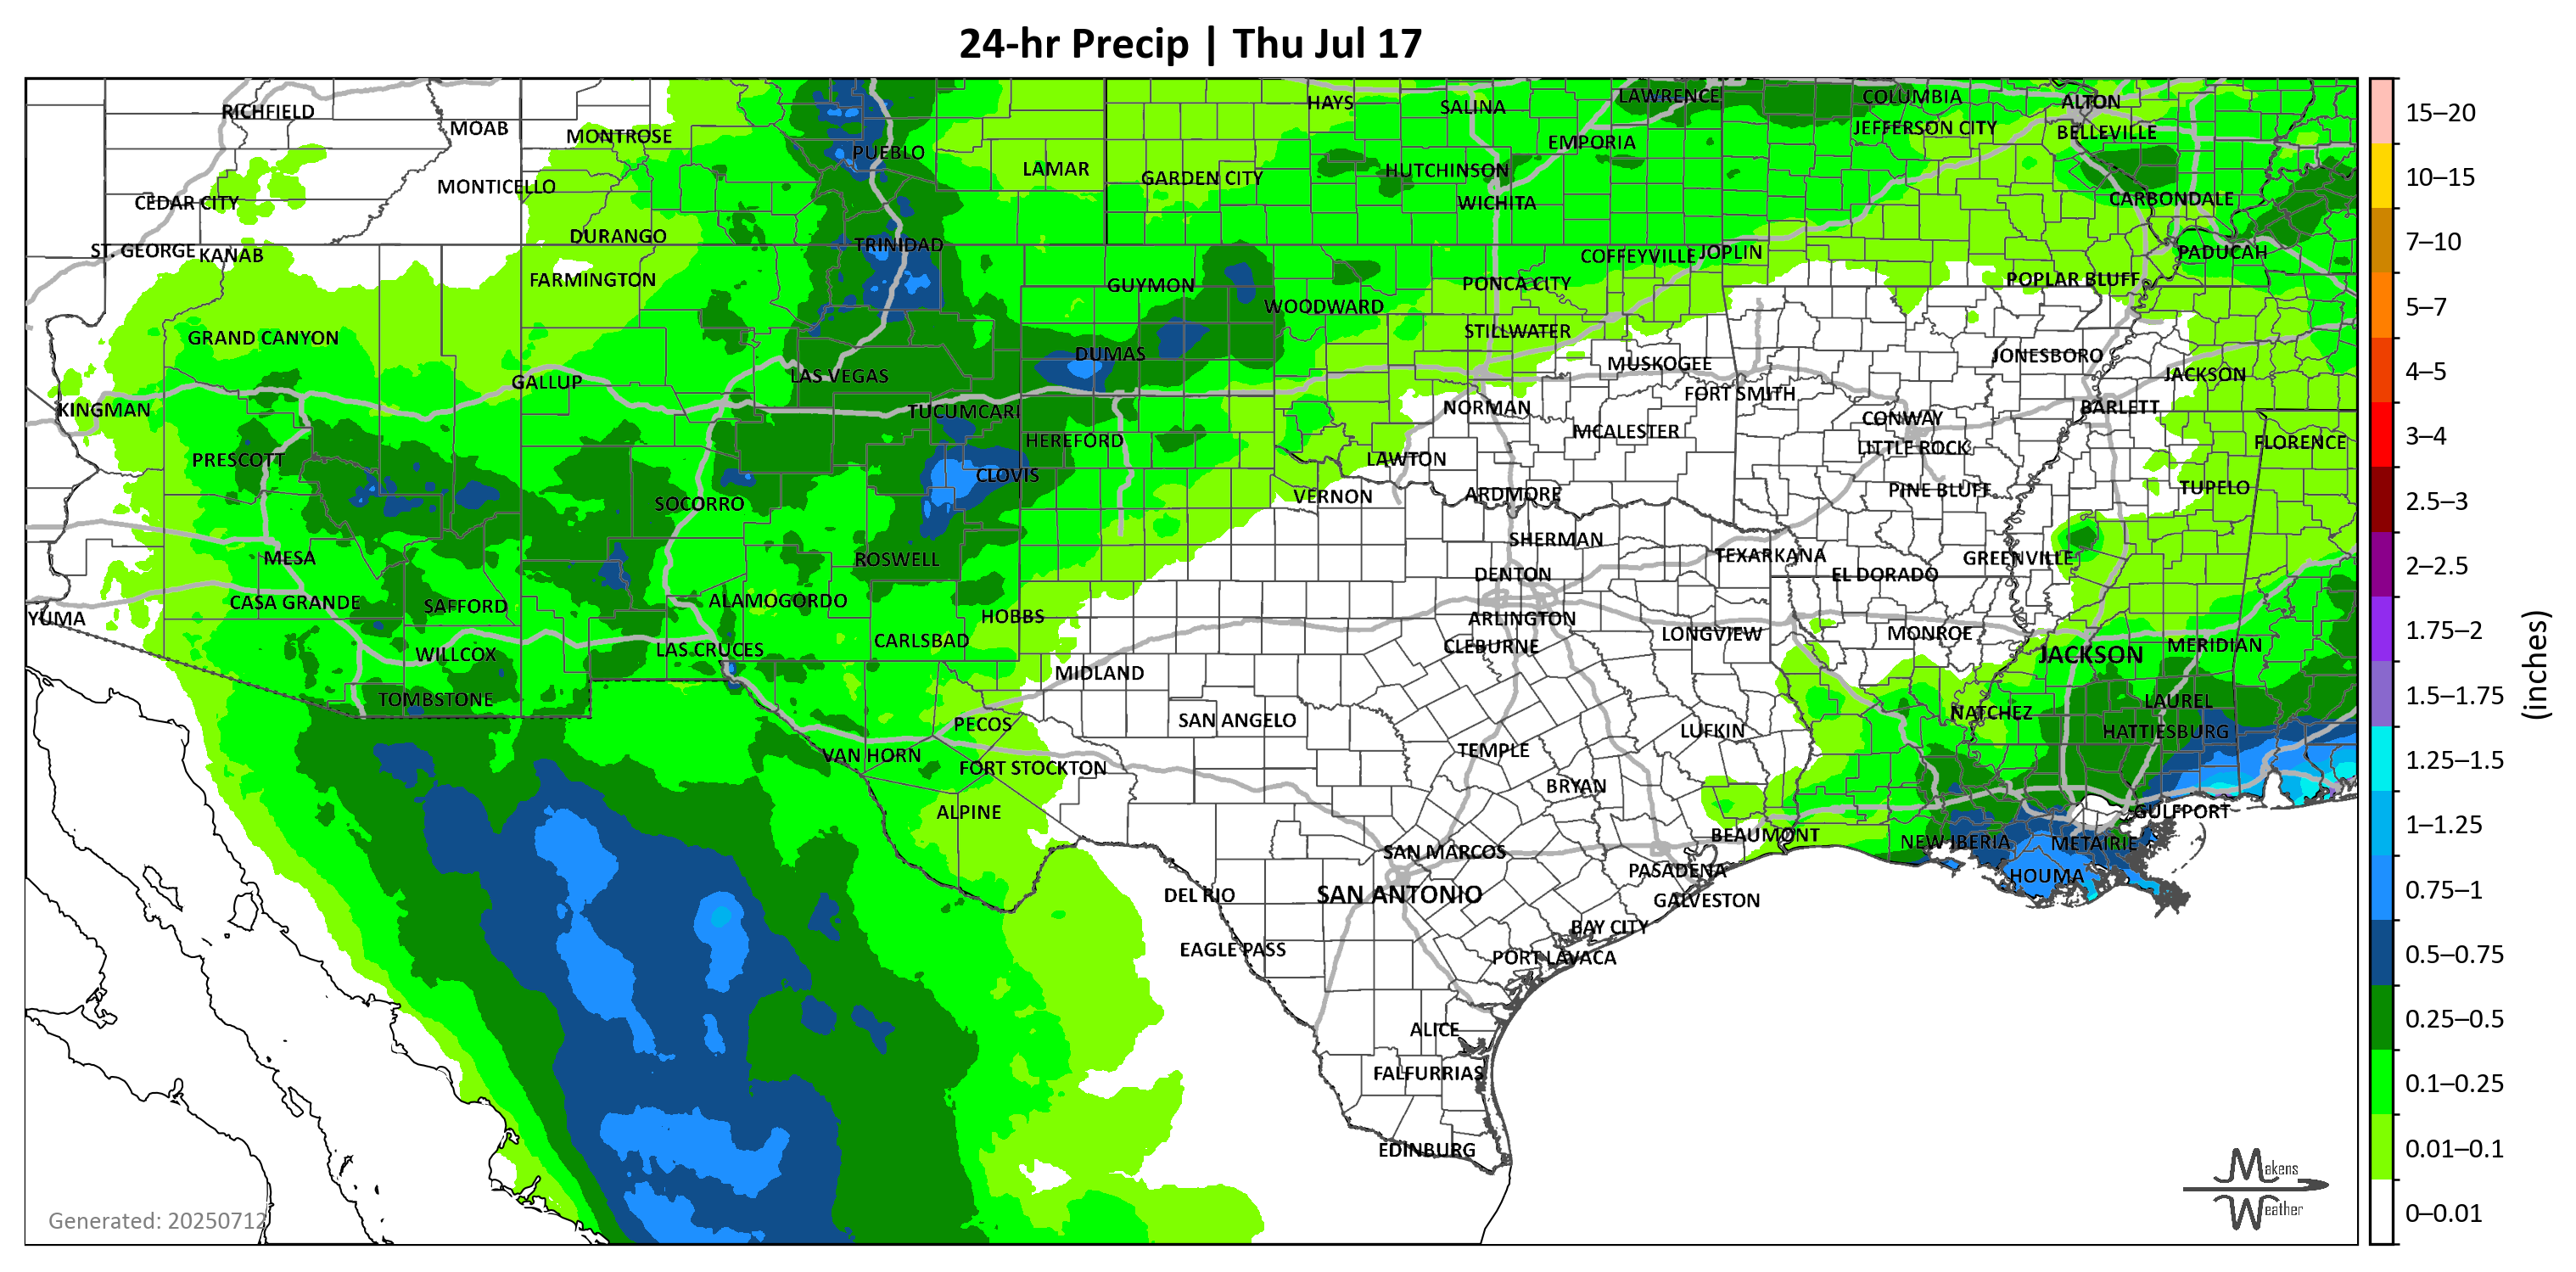 24-hr Precip | Thu Jul 17
RICHFIELD
MOAB
MONTROSE
PUEBLO
LAMAR
GARDEN CITY
HAYS
SALINA
LAWRENCE
COLUMBIA
ALTON
JEFFERSON CITY
BELLEVILLE
EMPORIA
HUTCHINSON
WICHITA
CARBONDALE
CEDAR CITY
MONTICELLO
ST. GEORGE
KANAB
DURANGO
TRINIDAD
COFFEYVILLE
JOPLIN
PADUCAH
FARMINGTON
GUYMON
WOODWARD
PONCA CITY
POPLAR BLUFF
GRAND CANYON
STILLWATER
DUMAS
MUSKOGEE
JONESBORO
JACKSON
GALLUP
LAS VEGAS
FORT SMITH
KINGMAN
TUCUMCARI
NORMAN
CONWAY
BARLETT
HEREFORD
MCALESTER
LITTLE ROCK
FLORENCE
PRESCOTT
LAWTON
CLOVIS
SOCORRO
VERNON
ARDMORE
PINE BLUFF
TUPELO
MESA
ROSWELL
SHERMAN
TEXARKANA
GREENVILLE
DENTON
EL DORADO
CASA GRANDE
SAFFORD
ALAMOGORDO
HOBBS
YUMA
ARLINGTON
CARLSBAD
CLEBURNE
LONGVIEW
MONROE
MERIDIAN
WILLCOX
LAS CRUCES
JACKSON
MIDLAND
TOMBSTONE
LAUREL
NATCHEZ
PECOS
SAN ANGELO
LUFKIN
HATTIESBURG
VAN HORN
TEMPLE
FORT STOCKTON
BRYAN
ALPINE
GULFPORT
BEAUMONT
NEW IBERIA
METAIRIE
SAN MARCOS
PASADENA
HOUMA
DEL RIO
SAN ANTONIO
GALVESTON
BAY CITY
EAGLE PASS
PORT LAVACA
ALICE
FALFURRIAS
EDINBURG
Generated: 20250712
Makens
Weather
15–20
10–15
7–10
5–7
4–5
3–4
2.5–3
2–2.5
1.75–2
1.5–1.75
1.25–1.5
1–1.25
0.75–1
0.5–0.75
0.25–0.5
0.1–0.25
0.01–0.1
0–0.01
(inches)